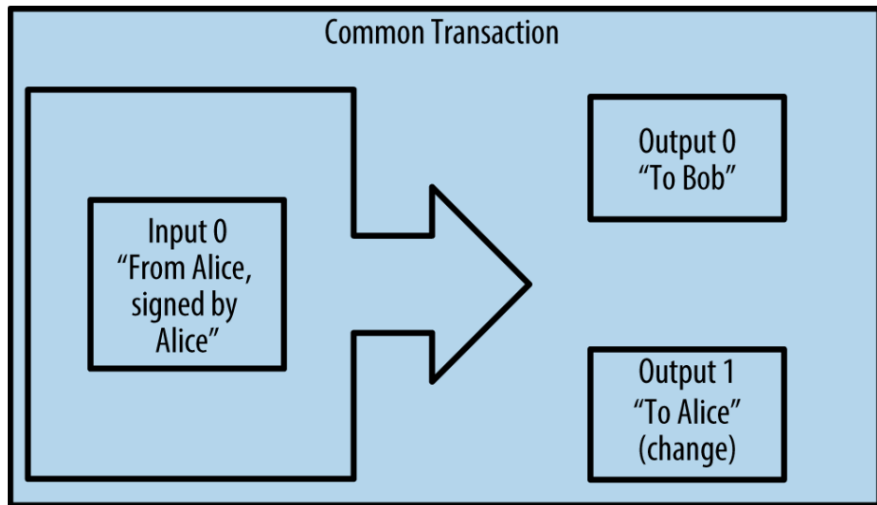 Common Transaction
Input 0
“From Alice,
signed by
Alice”
Output 0
“To Bob”
Output 1
“To Alice”
(change)